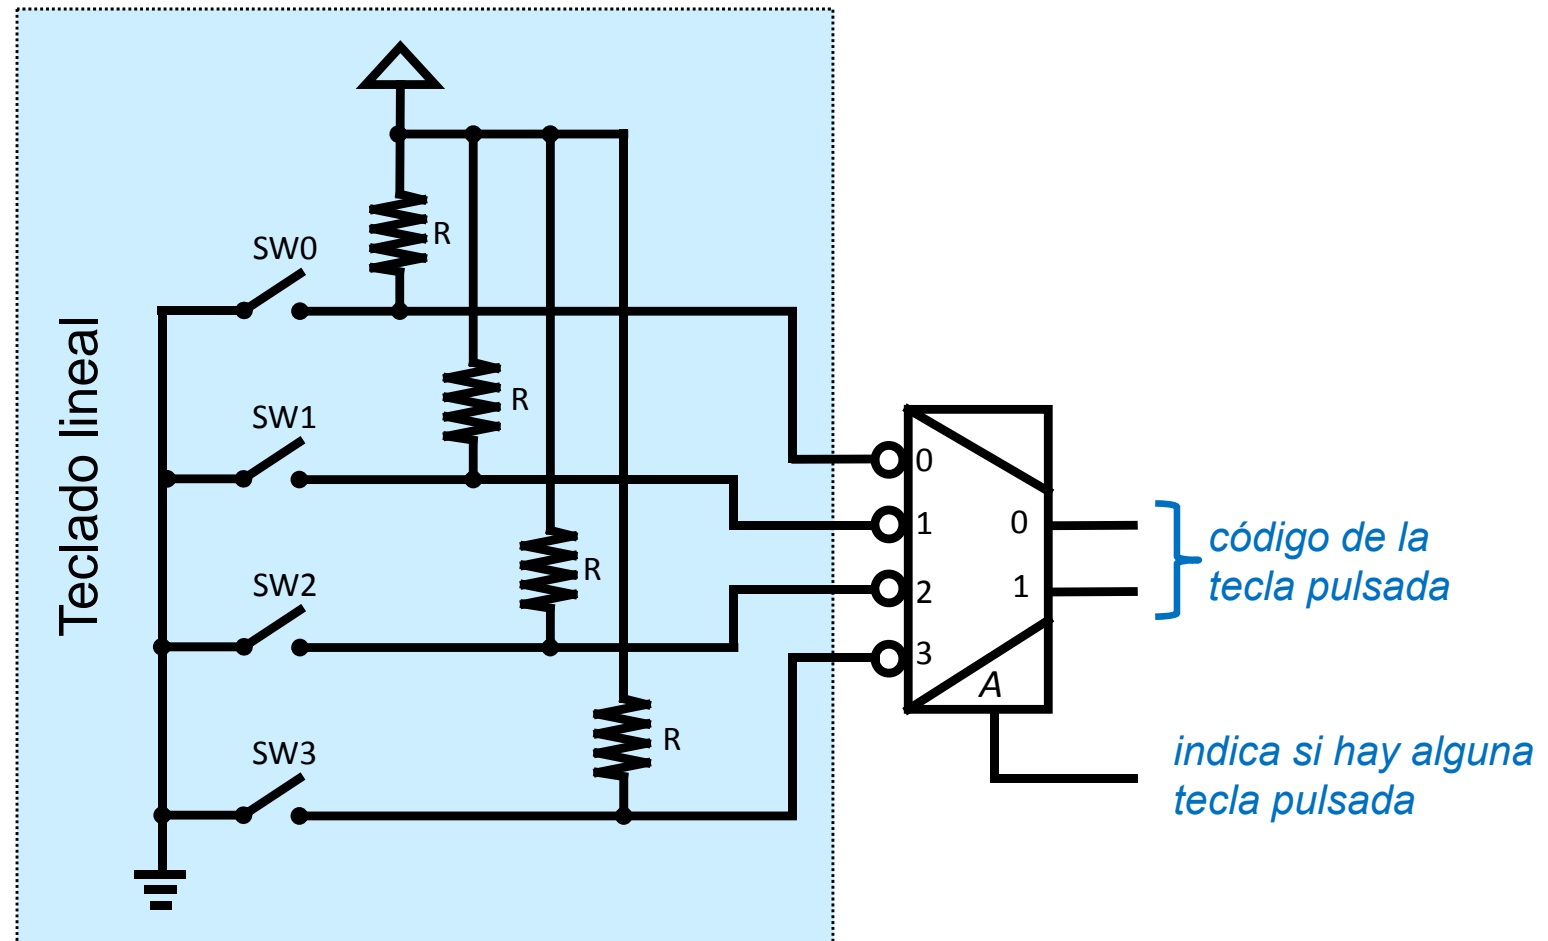 Teclado lineal
SW0
R
SW1
R
SW2
R
SW3
R
0
1
2
3
0
1
A
código de la
tecla pulsada
indica si hay alguna
tecla pulsada